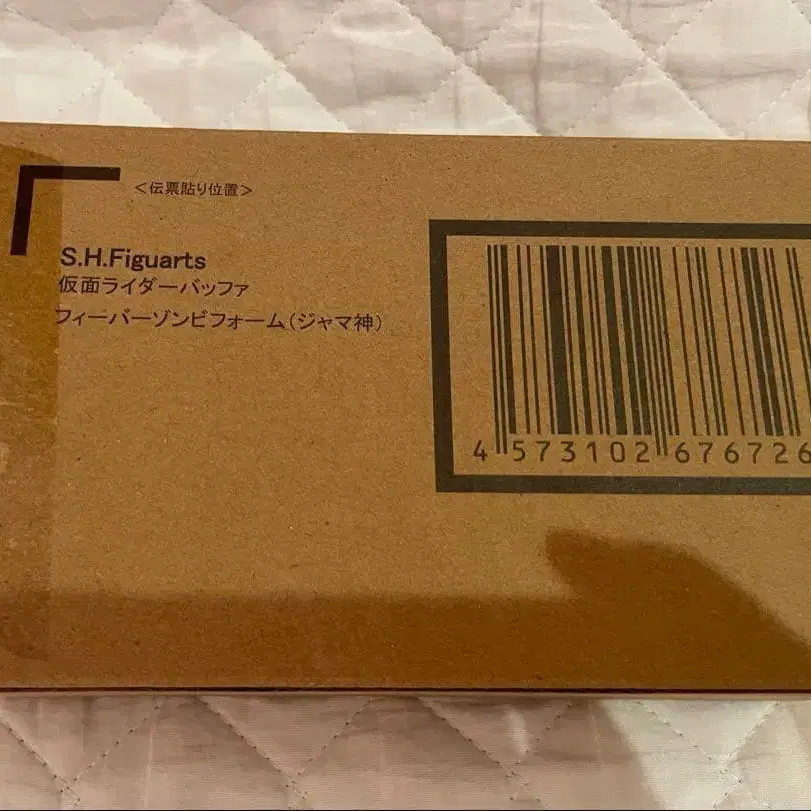 ＜伝票貼り位置＞
S.H.Figuarts
仮面ライダーバッファ
フィーバーゾンビフォーム（ジャマ神）
4 573102 676726